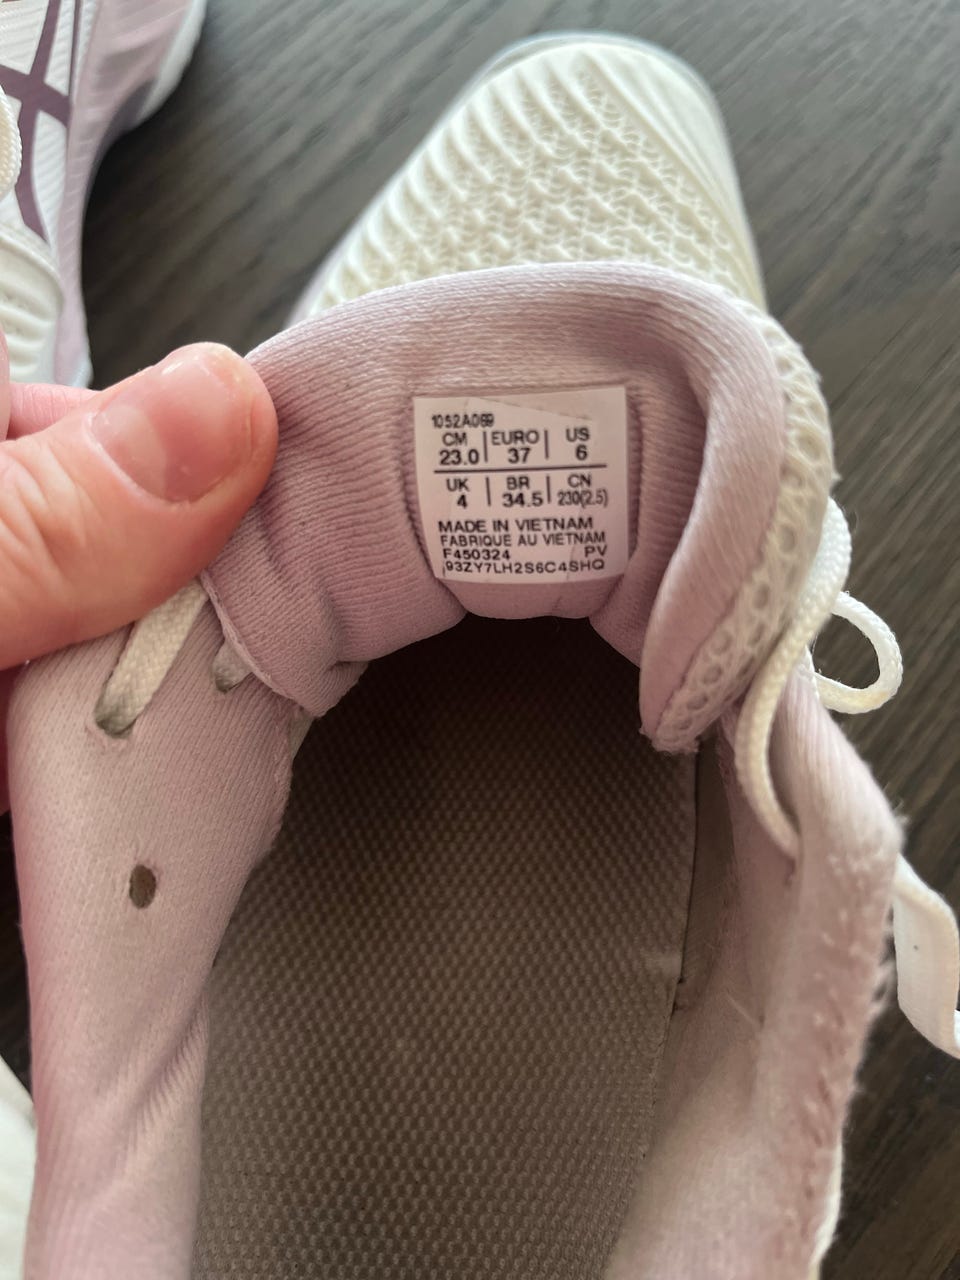 1052A069
CM | EURO | US
23.0 | 37 | 6
UK | BR | CN
4 | 34.5 | 230(2.5)
MADE IN VIETNAM
FABRIQUE AU VIETNAM
F450324 PV
93ZY7LH2S6C4SHQ